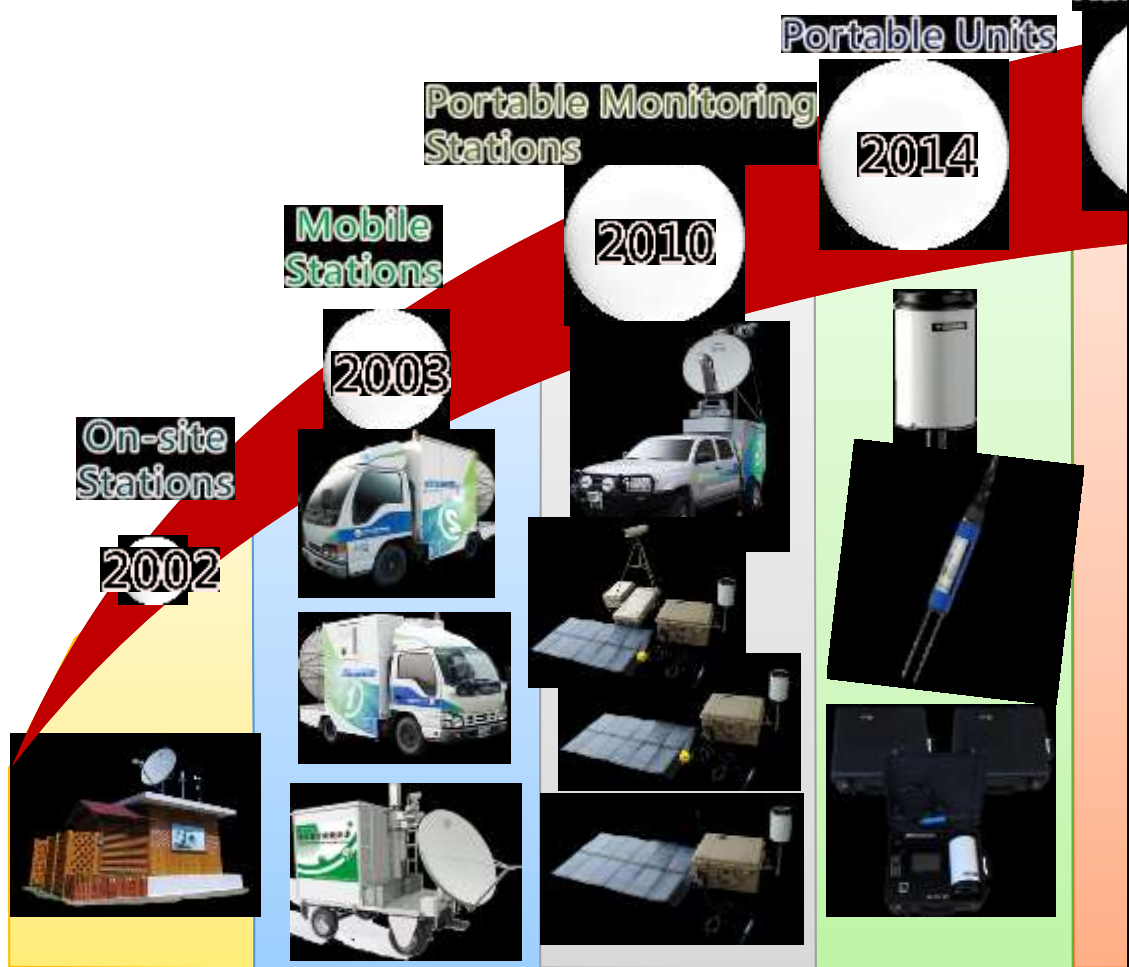 Portable Units
2014
Portable Monitoring
Stations
2010
Mobile
Stations
2003
On-site
Stations
2002